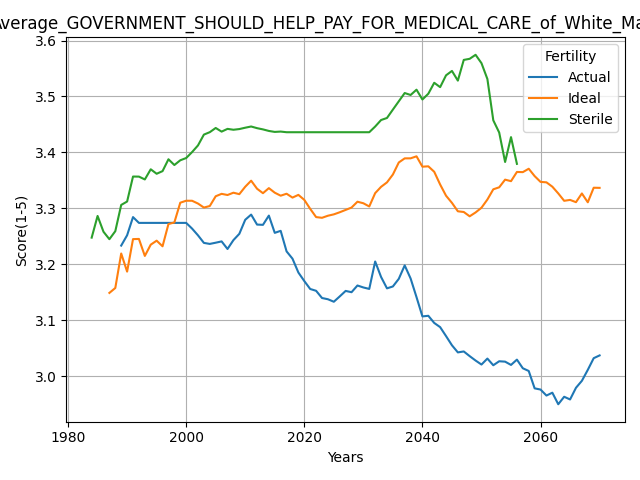 Average_GOVERNMENT_SHOULD_HELP_PAY_FOR_MEDICAL_CARE_of_White_Ma
3.6
3.5
3.4
3.3
3.2
3.1
3.0
Score(1-5)
Fertility
Actual
Ideal
Sterile
1980 2000 2020 2040 2060
Years